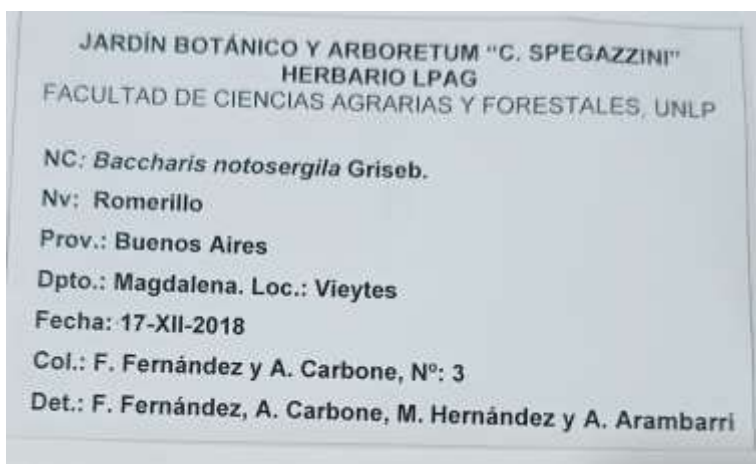 JARDÍN BOTÁNICO Y ARBORETUM "C. SPEGAZZINI"
HERBARIO LPAG
FACULTAD DE CIENCIAS AGRARIAS Y FORESTALES, UNLP
NC: Baccharis notosergila Griseb.
Nv: Romerillo
Prov.: Buenos Aires
Dpto.: Magdalena. Loc.: Vieytes
Fecha: 17-XII-2018
Col.: F. Fernández y A. Carbone, Nº: 3
Det.: F. Fernández, A. Carbone, M. Hernández y A. Arambarri